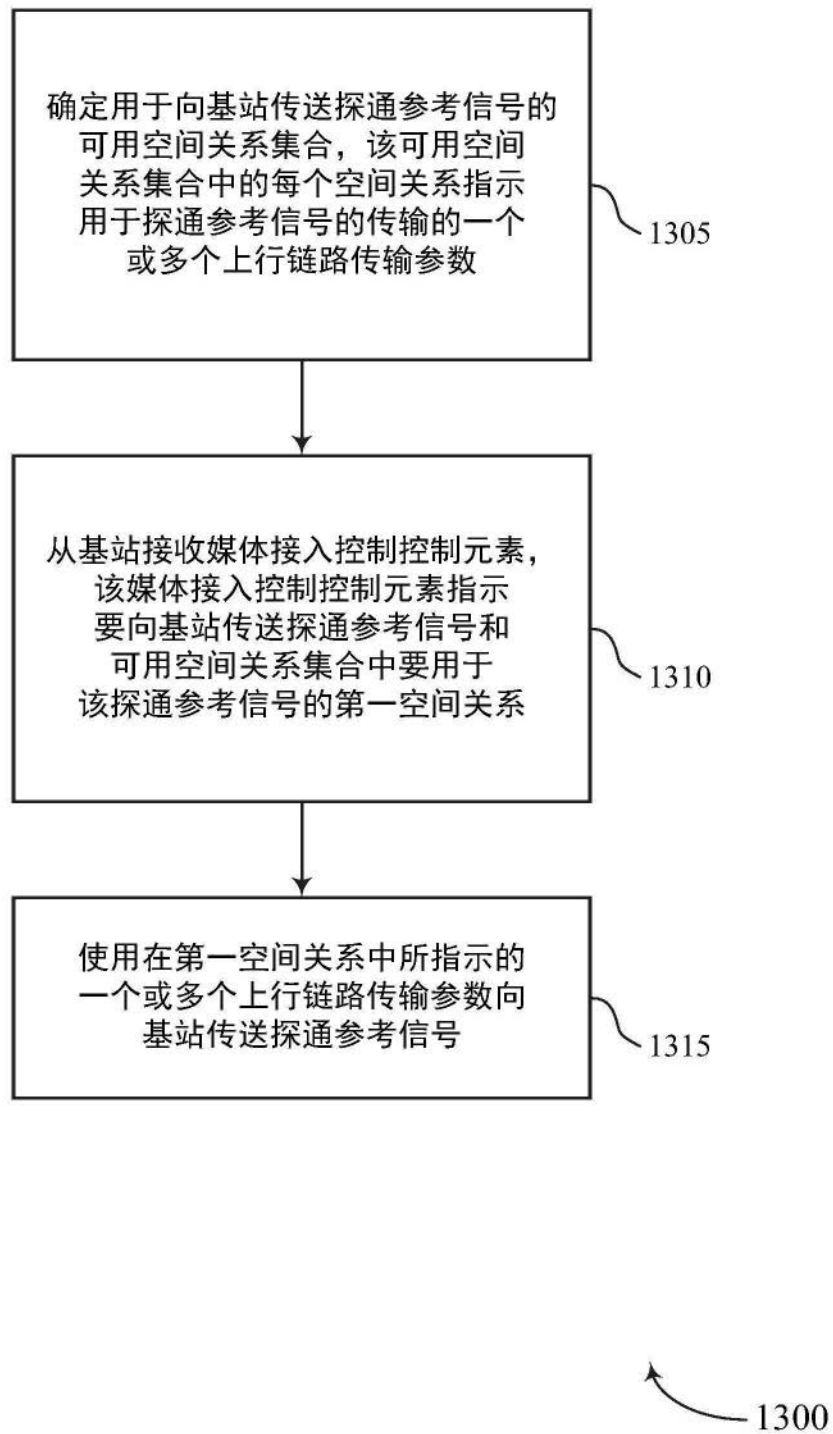 确定用于向基站传送探通参考信号的
可用空间关系集合，该可用空间
关系集合中的每个空间关系指示
用于探通参考信号的传输的一个
或多个上行链路传输参数
1305
从基站接收媒体接入控制控制元素，
该媒体接入控制控制元素指示
要向基站传送探通参考信号和
可用空间关系集合中要用于
该探通参考信号的第一空间关系
1310
使用在第一空间关系中所指示的
一个或多个上行链路传输参数向
基站传送探通参考信号
1315
1300